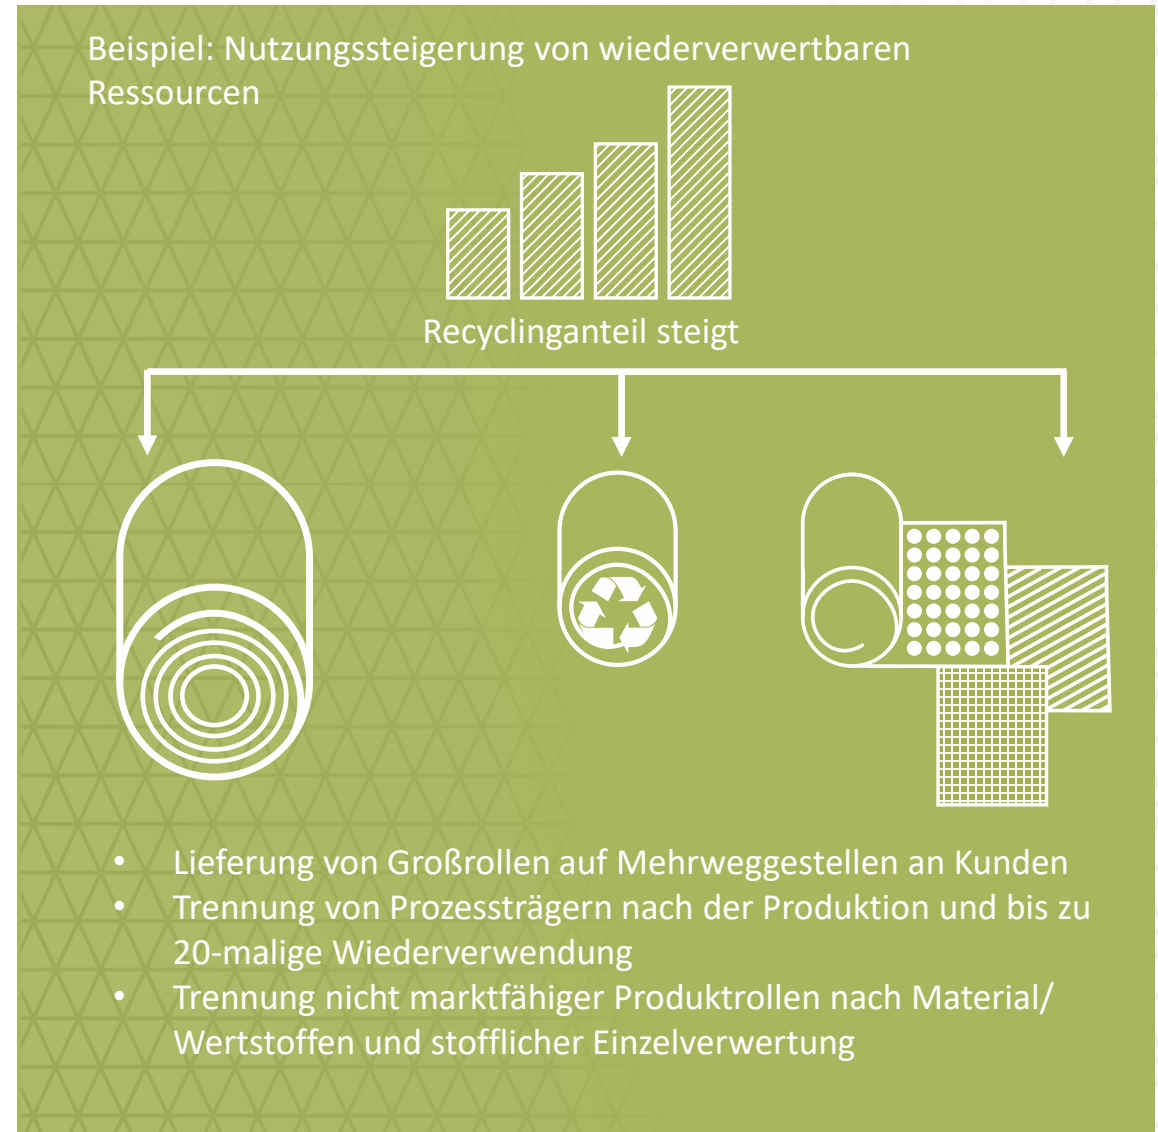 Beispiel: Nutzungssteigerung von wiederverwertbaren
Ressourcen
Recyclinganteil steigt
• Lieferung von Großrollen auf Mehrweggestellen an Kunden
• Trennung von Prozessträgern nach der Produktion und bis zu
20-malige Wiederverwendung
• Trennung nicht marktfähiger Produktrollen nach Material/
Wertstoffen und stofflicher Einzelverwertung